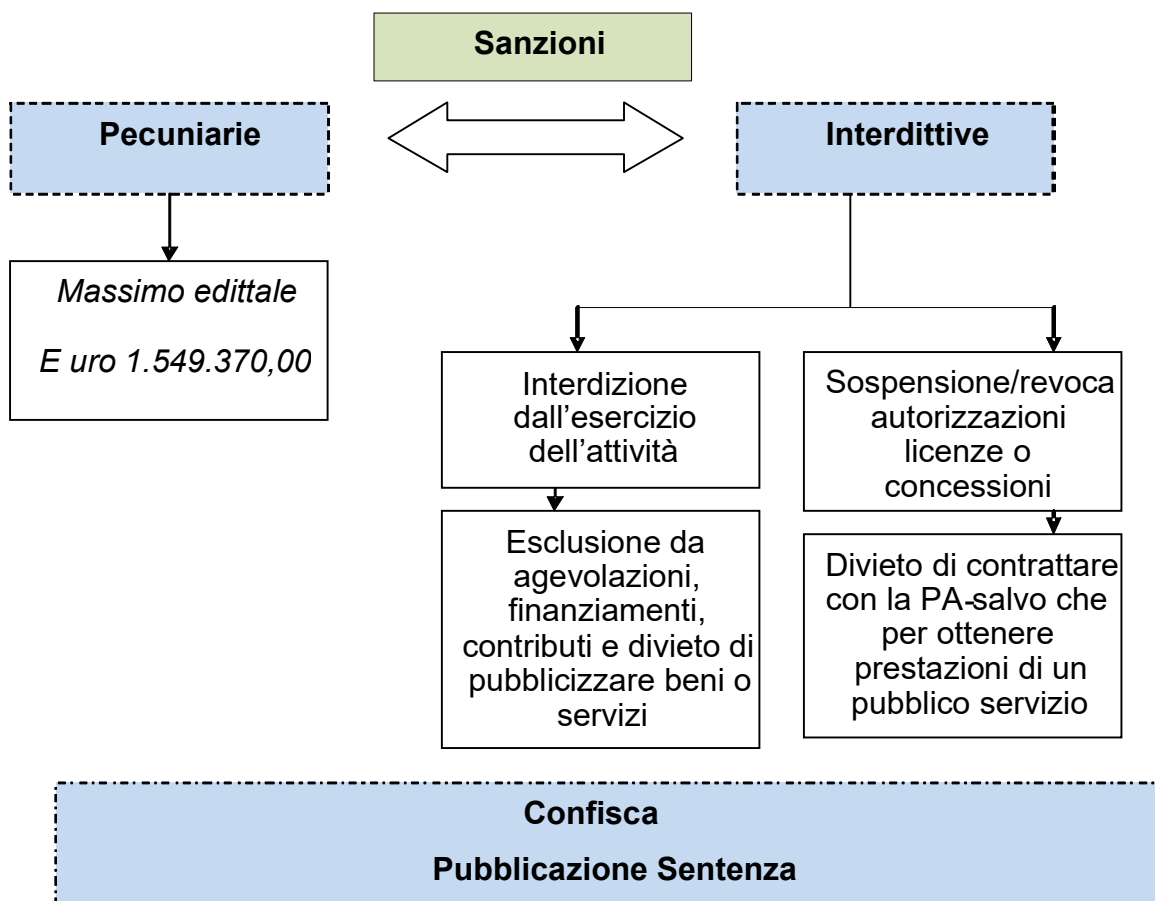 Sanzioni
Pecuniarie
Interdittive
Massimo edittale
E uro 1.549.370,00
Interdizione
dall’esercizio
dell’attività
Sospensione/revoca
autorizzazioni
licenze o
concessioni
Esclusione da
agevolazioni,
finanziamenti,
contributi e divieto di
pubblicizzare beni o
servizi
Divieto di contrattare
con la PA-salvo che
per ottenere
prestazioni di un
pubblico servizio
Confisca
Pubblicazione Sentenza